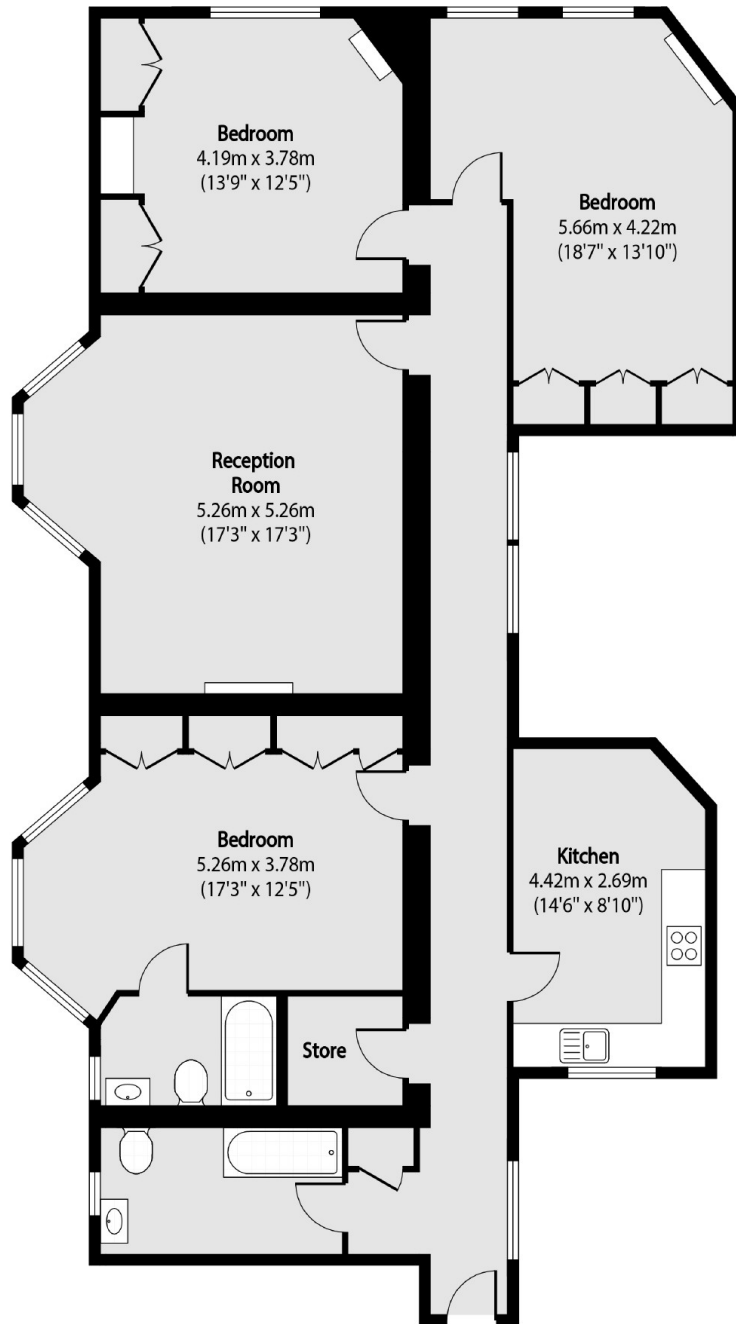 Bedroom
4.19m x 3.78m
(13'9" x 12'5")
Bedroom
5.66m x 4.22m
(18'7" x 13'10")
Reception
Room
5.26m x 5.26m
(17'3" x 17'3")
Bedroom
5.26m x 3.78m
(17'3" x 12'5")
Kitchen
4.42m x 2.69m
(14'6" x 8'10")
Store